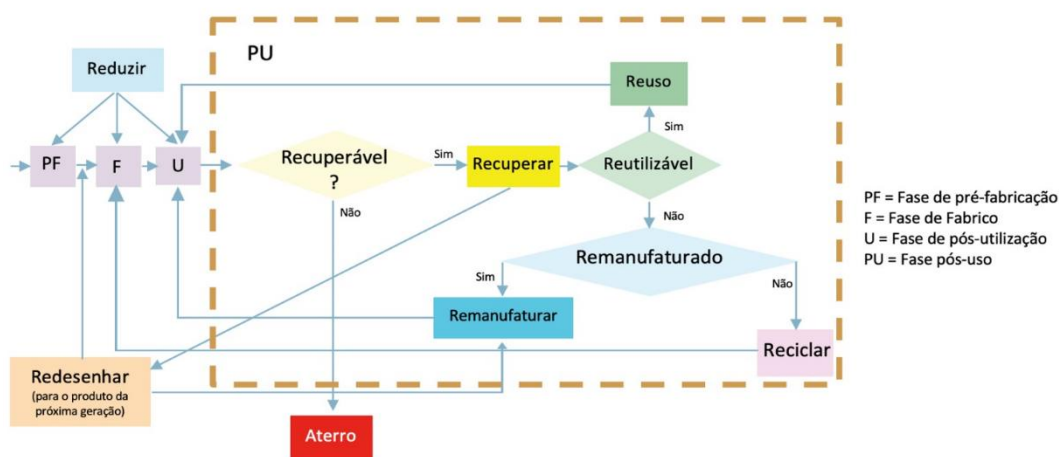 PU
Reduzir
Reuso
Sim
PF
F
U
Recuperável
?
Sim
Recuperar
Reutilizável
Não
Não
Remanufaturado
Sim
Não
Remanufaturar
Reciclar
Redesenhar
(para o produto da
próxima geração)
Aterro
PF = Fase de pré-fabricação
F = Fase de Fabrico
U = Fase de pós-utilização
PU = Fase pós-uso